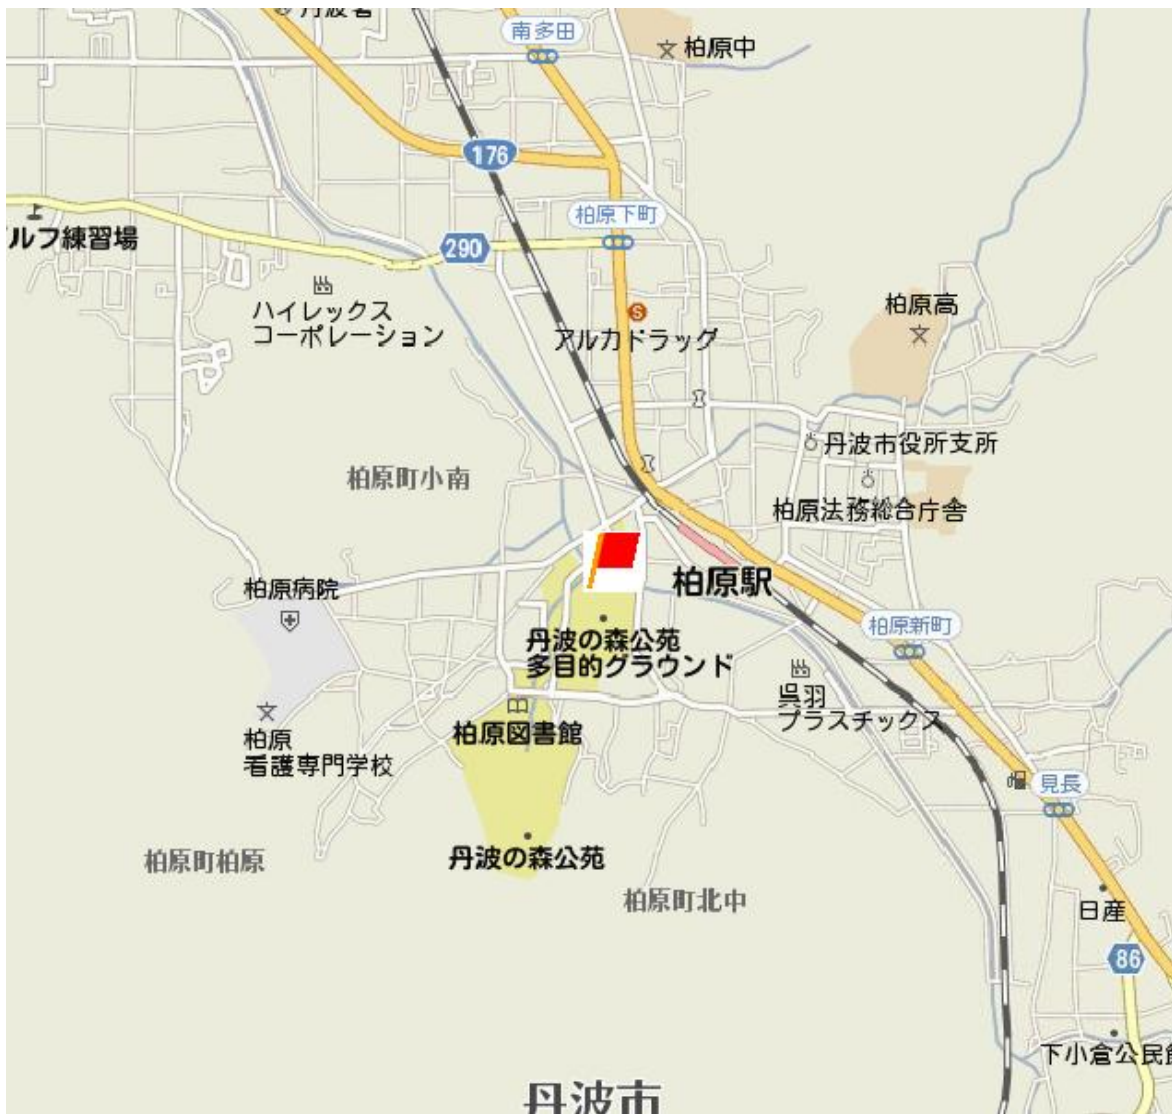 丹波署
南多田
柏原中
176
柏原下町
ルフ練習場
290
ハイレックス
コーポレーション
柏原高
アルカドラッグ
丹波市役所支所
柏原町小南
柏原法務総合庁舎
柏原病院
柏原駅
柏原新町
丹波の森公苑
多目的グラウンド
呉羽
プラスチックス
柏原図書館
柏原
看護専門学校
見長
柏原町柏原
丹波の森公苑
柏原町北中
日産
86
下小倉公民館
丹波市